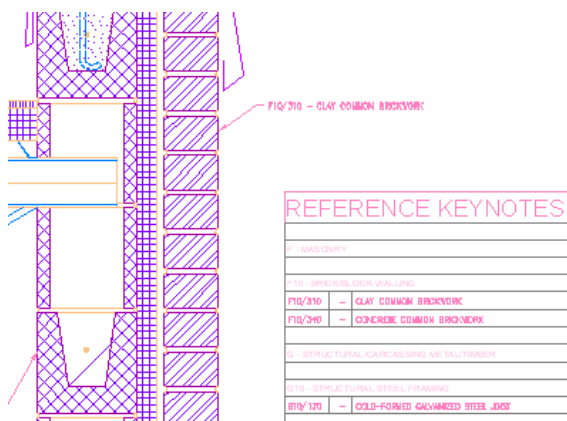 F10/310 – CLAY COMMON BRICKWORK
REFERENCE KEYNOTES
F - MASONRY
F10 - BRICK/BLOCK WALLING
F10/310 – CLAY COMMON BRICKWORK
F10/340 – CONCRETE COMMON BRICKWORK
G - STRUCTURAL/CARCASSING METAL/TIMBER
G10 - STRUCTURAL STEEL FRAMING
G10/120 – COLD-FORMED GALVANIZED STEEL JOIST